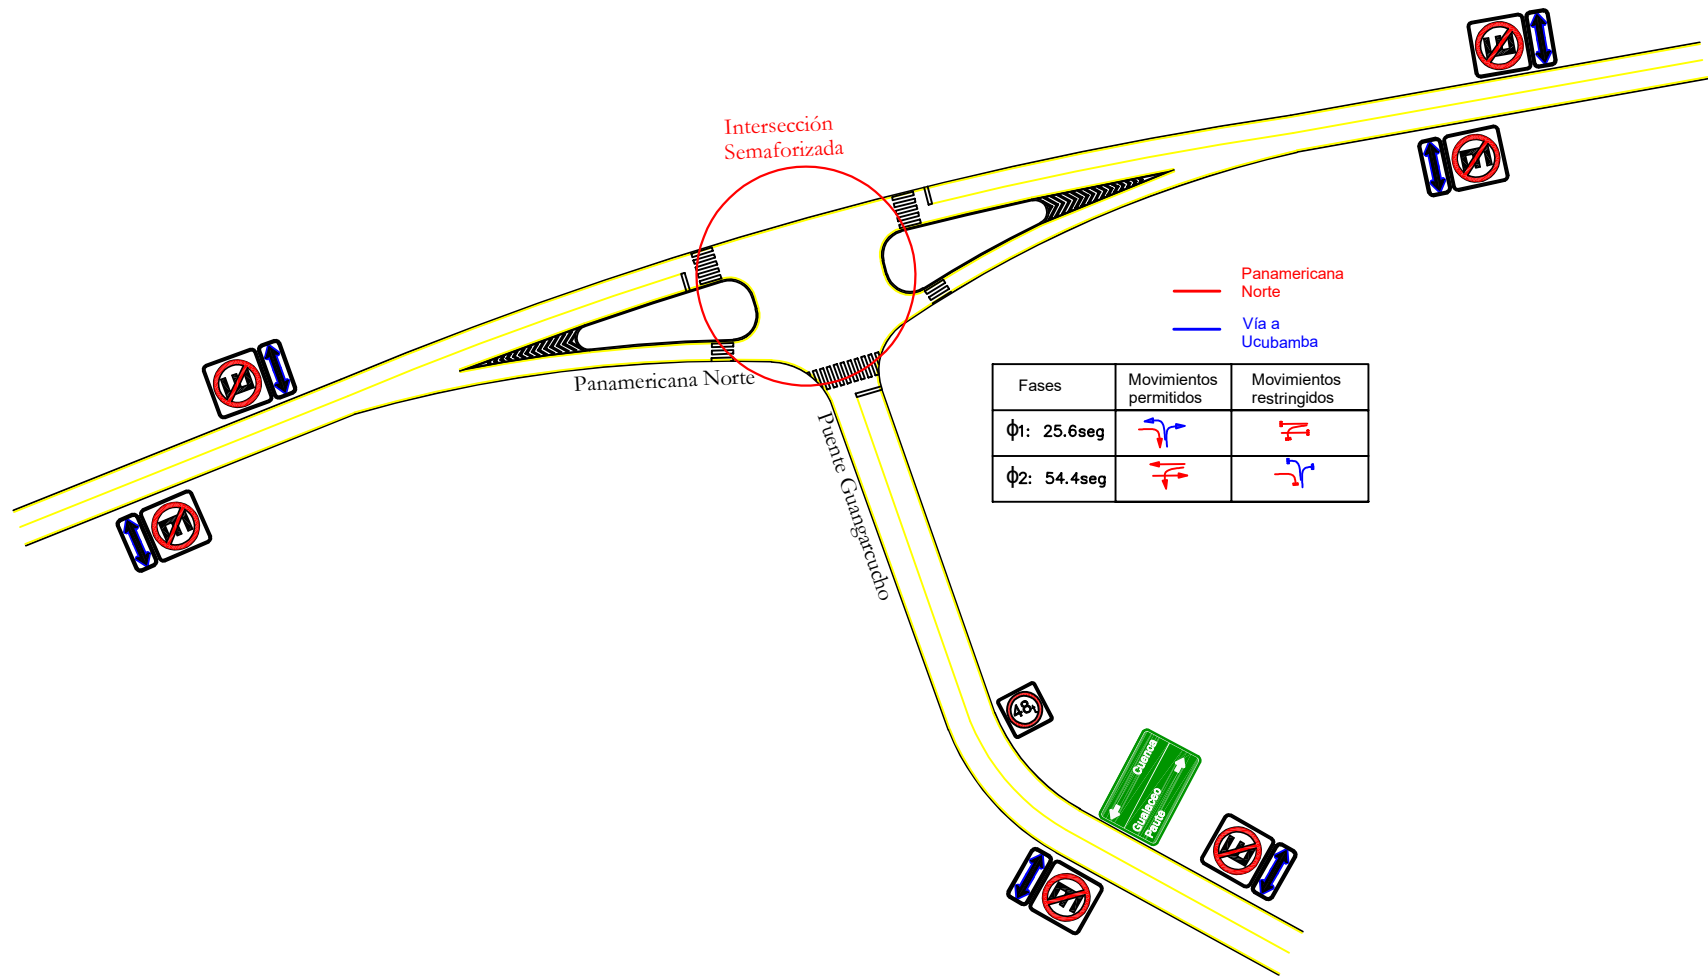 Intersección
Semaforizada
Panamericana
Norte
Vía a
Ucubamba
Panamericana Norte
Puente Guangarcucho
Fases
Movimientos
permitidos
Movimientos
restringidos
ϕ1: 25.6seg
ϕ2: 54.4seg
E
E
E
E
48t
Cuenca
Gualaceo
Paute
E
E